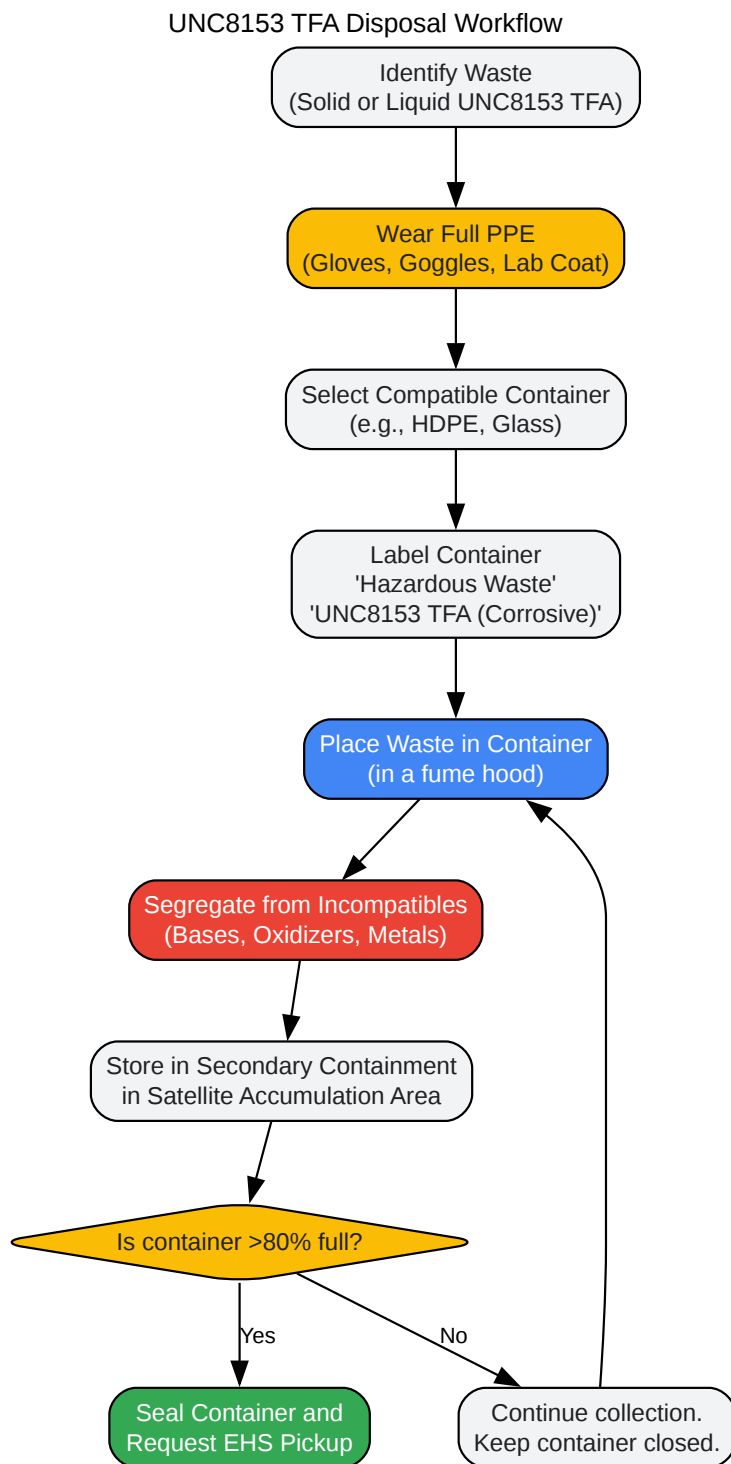 UNC8153 TFA Disposal Workflow
Identify Waste
(Solid or Liquid UNC8153 TFA)
Wear Full PPE
(Gloves, Goggles, Lab Coat)
Select Compatible Container
(e.g., HDPE, Glass)
Label Container
'Hazardous Waste'
'UNC8153 TFA (Corrosive)'
Place Waste in Container
(in a fume hood)
Segregate from Incompatibles
(Bases, Oxidizers, Metals)
Store in Secondary Containment
in Satellite Accumulation Area
Is container >80% full?
Yes
No
Seal Container and
Request EHS Pickup
Continue collection.
Keep container closed.